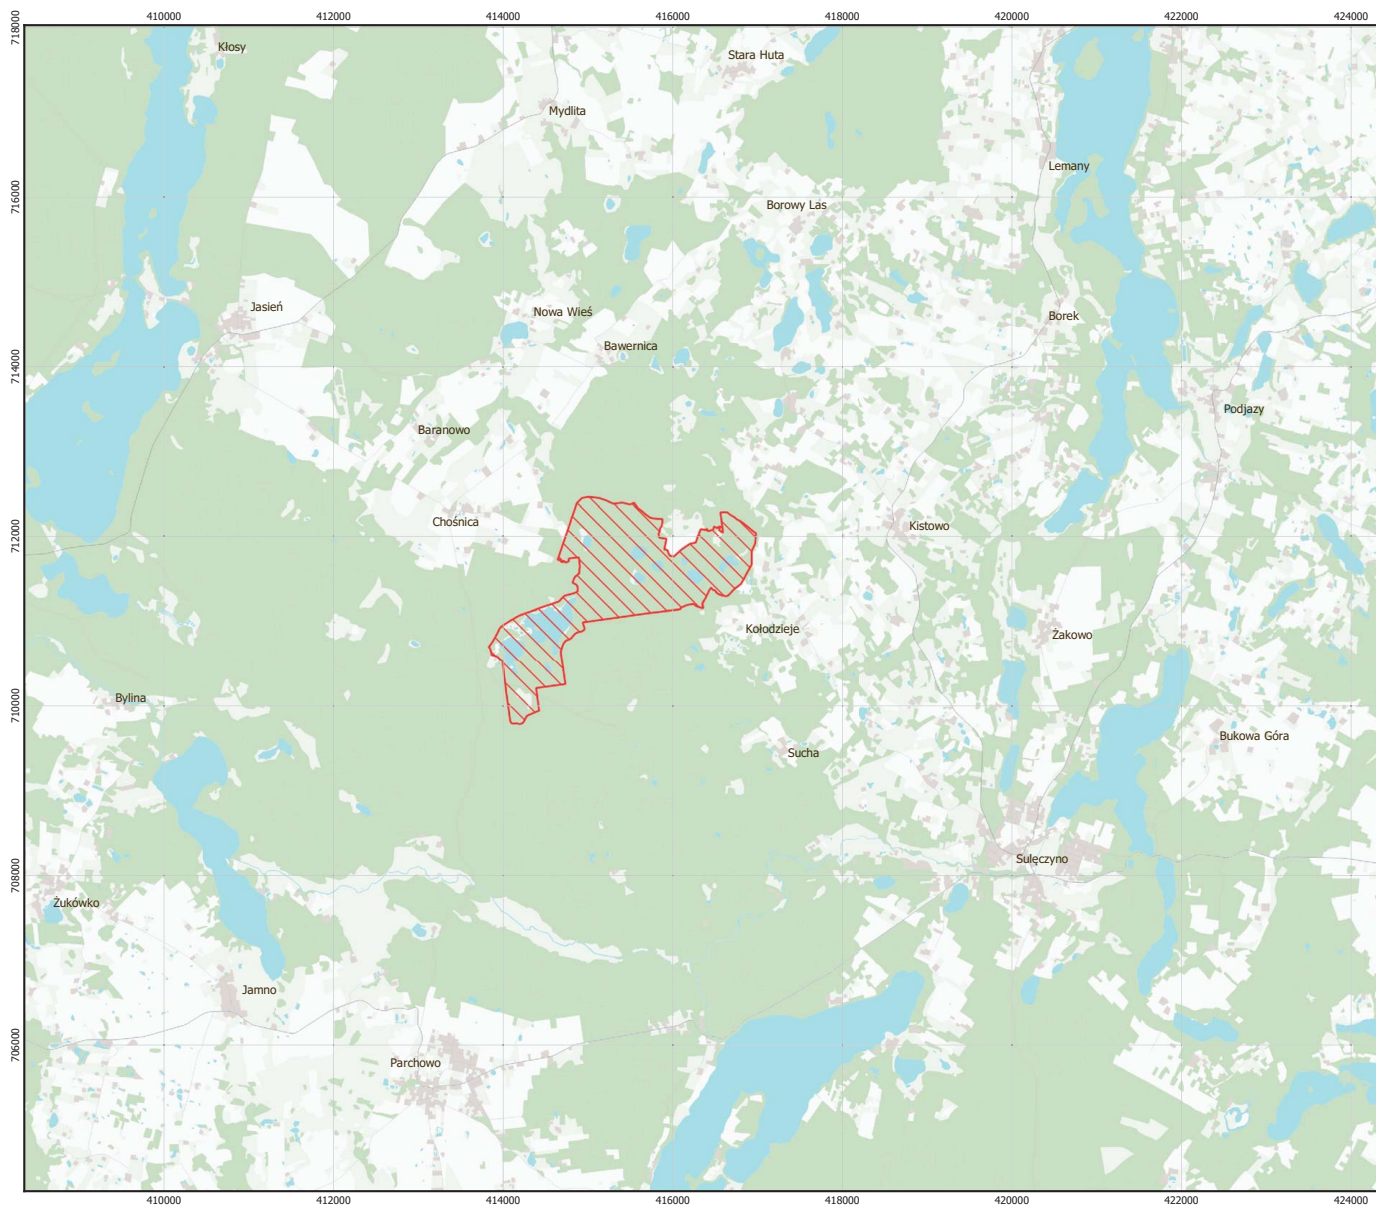 410000 412000 414000 416000 418000 420000 422000 424000
718000
Kłosy
Stara Huta
Mydlita
Lemany
716000
Borowy Las
Jasień
Nowa Wieś
Borek
Bawernica
714000
Podjazy
Baranowo
Chośnica
Kistowo
712000
Kołodzieje
Żakowo
Bylina
710000
Bukowa Góra
Sucha
Sulęczyno
708000
Żukówko
Jamno
706000
Parchowo
410000 412000 414000 416000 418000 420000 422000 424000